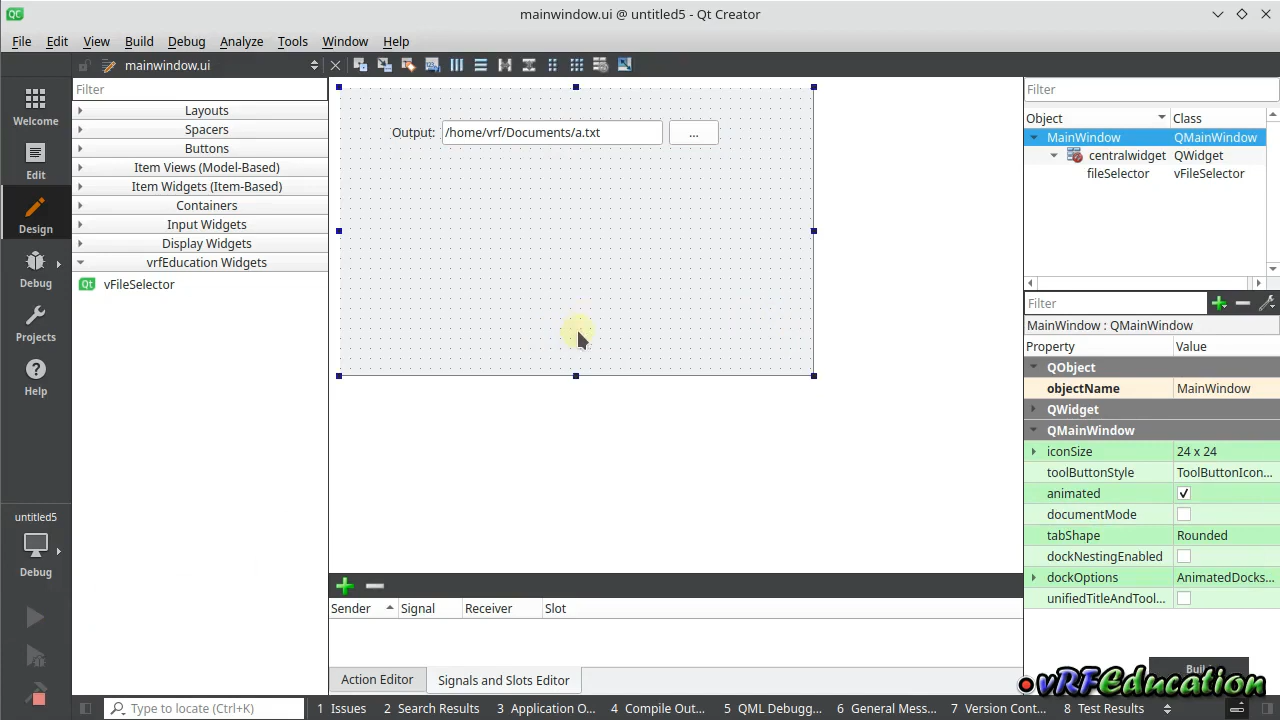 mainwindow.ui @ untitled5 - Qt Creator
File Edit View Build Debug Analyze Tools Window Help
mainwindow.ui
Filter
Layouts
Spacers
Buttons
Item Views (Model-Based)
Item Widgets (Item-Based)
Containers
Input Widgets
Display Widgets
vrfEducation Widgets
Qt vFileSelector
Welcome
Edit
Design
Debug
Projects
Help
untitled5
Debug
Output: /home/vrf/Documents/a.txt ...
Filter
Object Class
MainWindow QMainWindow
centralwidget QWidget
fileSelector vFileSelector
Filter
MainWindow : QMainWindow
Property Value
QObject
objectName MainWindow
QWidget
QMainWindow
iconSize 24 x 24
toolButtonStyle ToolButtonIcon...
animated
documentMode
tabShape Rounded
dockNestingEnabled
dockOptions AnimatedDocks...
unifiedTitleAndTool...
Sender Signal Receiver Slot
Action Editor Signals and Slots Editor
vRFEducation
Type to locate (Ctrl+K) 1 Issues 2 Search Results 3 Application O... 4 Compile Out... 5 QML Debugg... 6 General Mess... 7 Version Cont... 8 Test Results